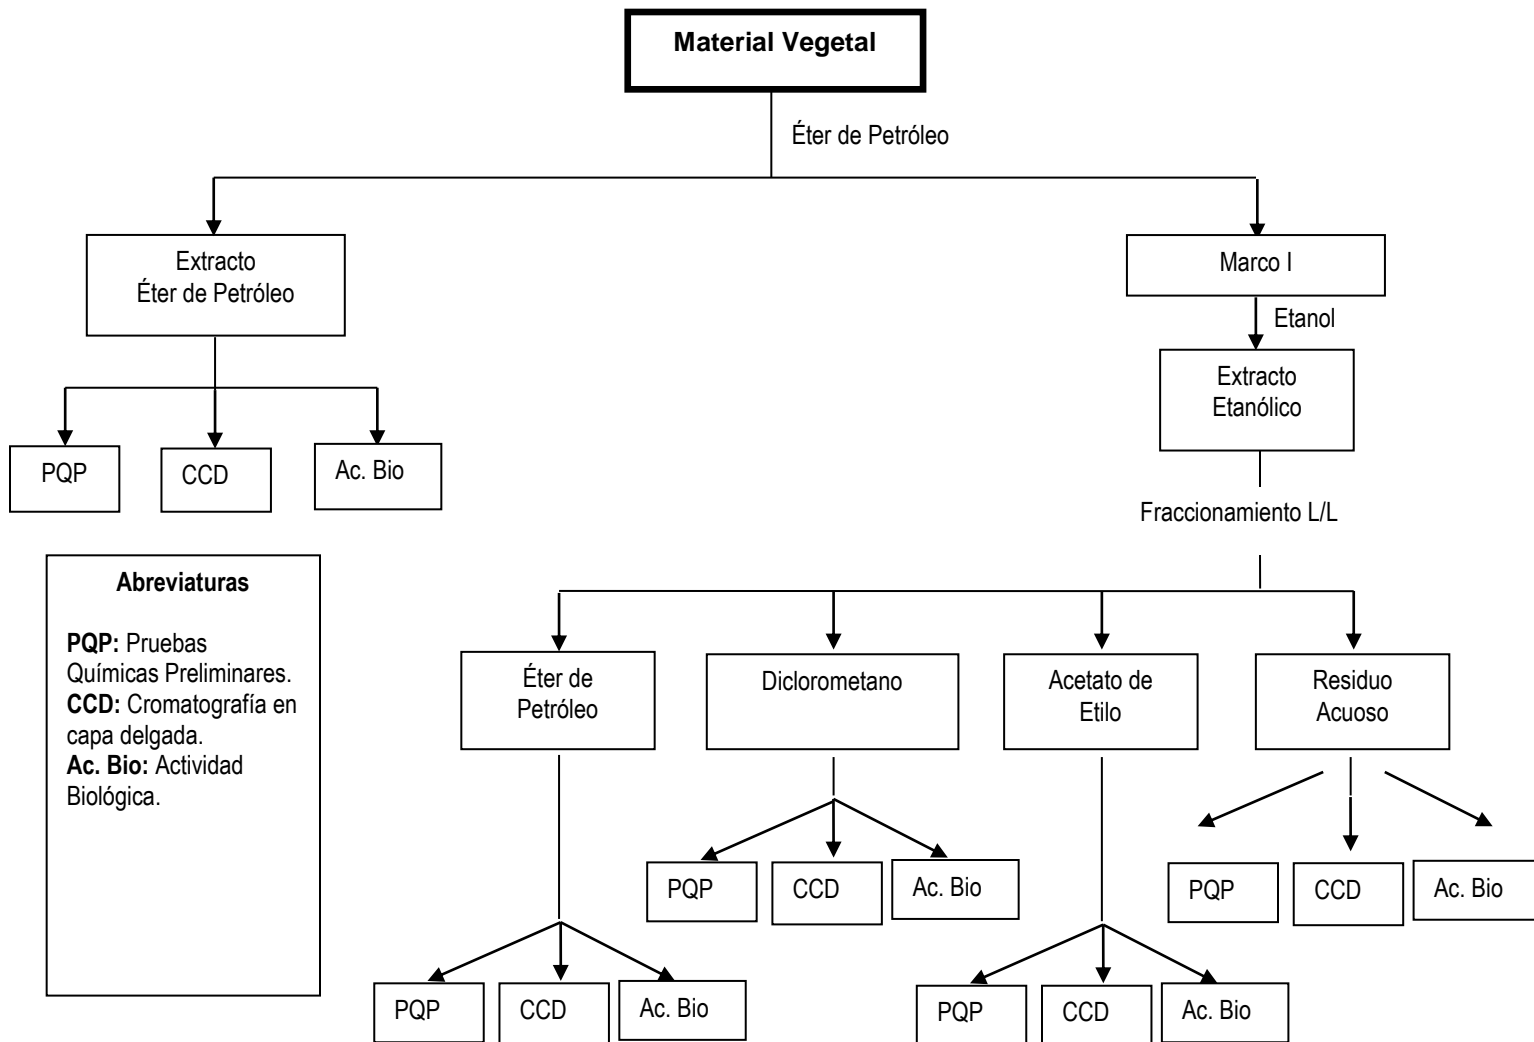 Material Vegetal
Éter de Petróleo
Extracto
Éter de Petróleo
Marco I
Etanol
Extracto
Etanólico
PQP
CCD
Ac. Bio
Fraccionamiento L/L
Abreviaturas
PQP: Pruebas
Químicas Preliminares.
CCD: Cromatografía en
capa delgada.
Ac. Bio: Actividad
Biológica.
Éter de
Petróleo
Diclorometano
Acetato de
Etilo
Residuo
Acuoso
PQP
CCD
Ac. Bio
PQP
CCD
Ac. Bio
PQP
CCD
Ac. Bio
PQP
CCD
Ac. Bio